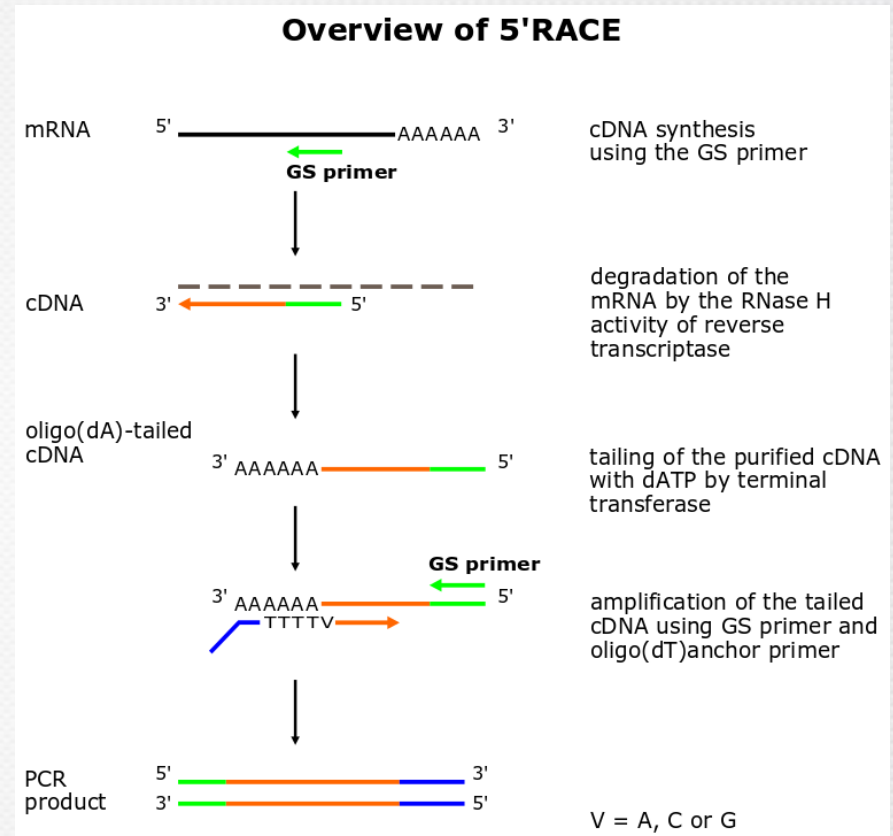 Overview of 5'RACE
mRNA
5'
AAAAAA
3'
cDNA synthesis
using the GS primer
GS primer
cDNA
3'
5'
degradation of the
mRNA by the RNase H
activity of reverse
transcriptase
oligo(dA)-tailed
cDNA
3'
AAAAAA
5'
tailing of the purified cDNA
with dATP by terminal
transferase
GS primer
3'
AAAAAA
5'
TTTTV
amplification of the tailed
cDNA using GS primer and
oligo(dT)anchor primer
PCR
product
5'
3'
3'
5'
V = A, C or G